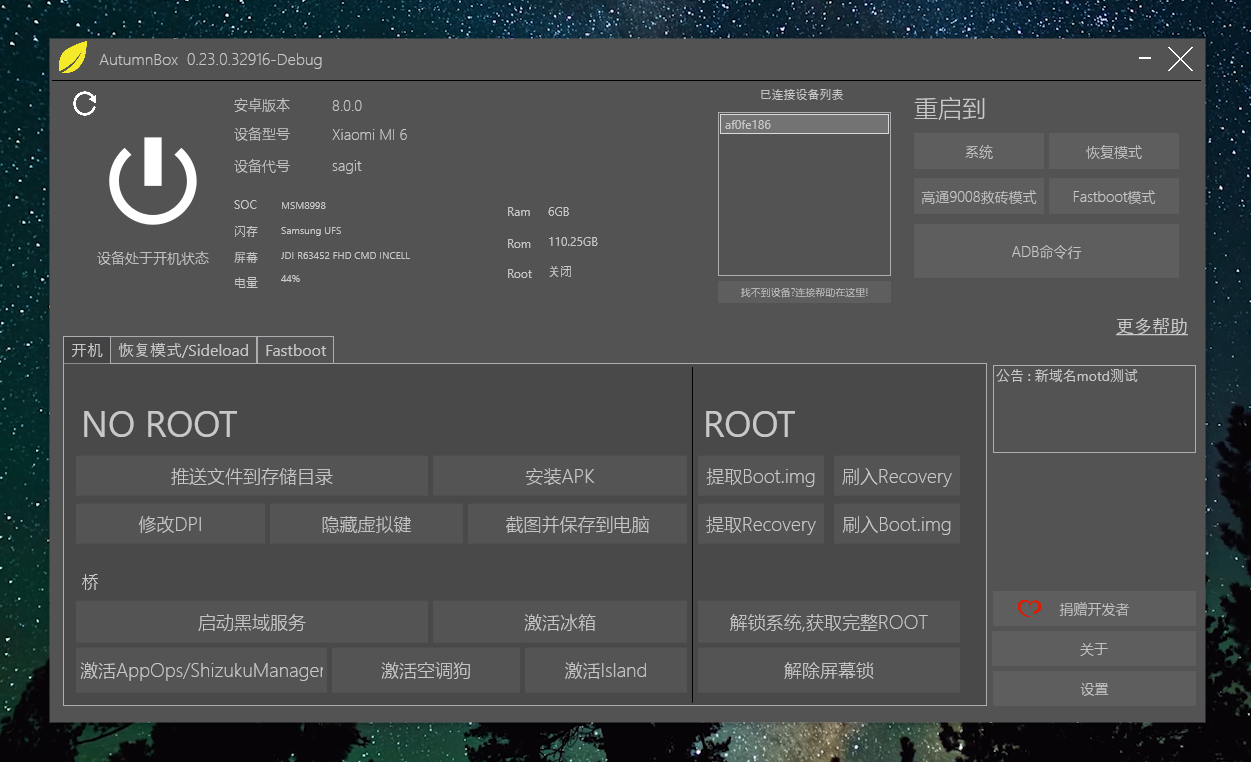 AutumnBox 0.23.0.32916-Debug
安卓版本 8.0.0
设备型号 Xiaomi MI 6
设备代号 sagit
SOC MSM8998
闪存 Samsung UFS
屏幕 JDI R63452 FHD CMD INCELL
电量 44%
设备处于开机状态
Ram 6GB
Rom 110.25GB
Root 关闭
已连接设备列表
af0fe186
找不到设备?连接帮助在这里!
重启到
系统 恢复模式
高通9008救砖模式 Fastboot模式
ADB命令行
更多帮助
开机 恢复模式/Sideload Fastboot
NO ROOT
推送文件到存储目录 安装APK
修改DPI 隐藏虚拟键 截图并保存到电脑
桥
启动黑域服务 激活冰箱
激活AppOps/ShizukuManager 激活空调狗 激活Island
ROOT
提取Boot.img 刷入Recovery
提取Recovery 刷入Boot.img
解锁系统,获取完整ROOT
解除屏幕锁
公告 : 新域名motd测试
捐赠开发者
关于
设置